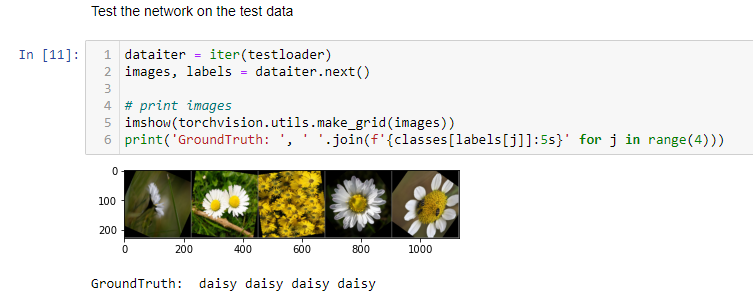 Test the network on the test data
In [11]:
1 dataiter = iter(testloader)
2 images, labels = dataiter.next()
3
4 # print images
5 imshow(torchvision.utils.make_grid(images))
6 print('GroundTruth: ', ' '.join(f'{classes[labels[j]]:5s}' for j in range(4)))
0
100
200
0 200 400 600 800 1000
GroundTruth:  daisy daisy daisy daisy